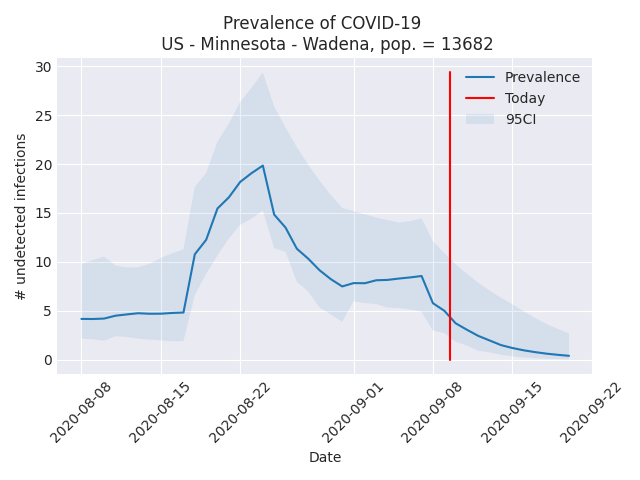 Prevalence of COVID-19
US - Minnesota - Wadena, pop. = 13682
30
25
20
15
10
5
0
# undetected infections
Prevalence
Today
95CI
2020-08-08
2020-08-15
2020-08-22
2020-09-01
2020-09-08
2020-09-15
2020-09-22
Date